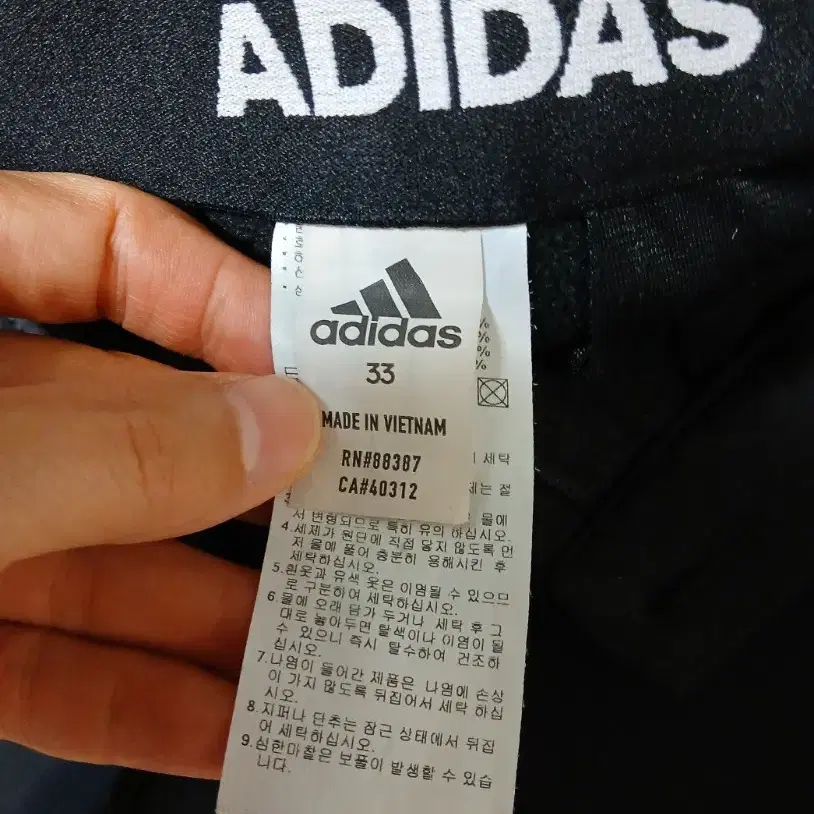 ADIDAS
adidas
33
MADE IN VIETNAM
RN#88387
CA#40312
%
%
%
%
세탁
제는 절
물에
서 변형되므로 특히 유의 하십시오.
4.세제가 원단에 직접 닿지 않도록 먼
저 물에 풀어 충분히 용해시킨 후
세탁하십시오.
5.흰옷과 유색 옷은 이염될 수 있으므
로 구분하여 세탁하십시오.
6.물에 오래 담가 두거나 세탁 후 그
대로 놓아두면 탈색이나 이염이 될
수 있으니 즉시 탈수하여 건조하
십시오.
7.나염이 들어간 제품은 나염에 손상
이 가지 않도록 뒤집어서 세탁 하십
시오.
8.지퍼나 단추는 잠근 상태에서 뒤집
어 세탁하십시오.
9.심한마찰은 보풀이 발생할 수 있습
니다.